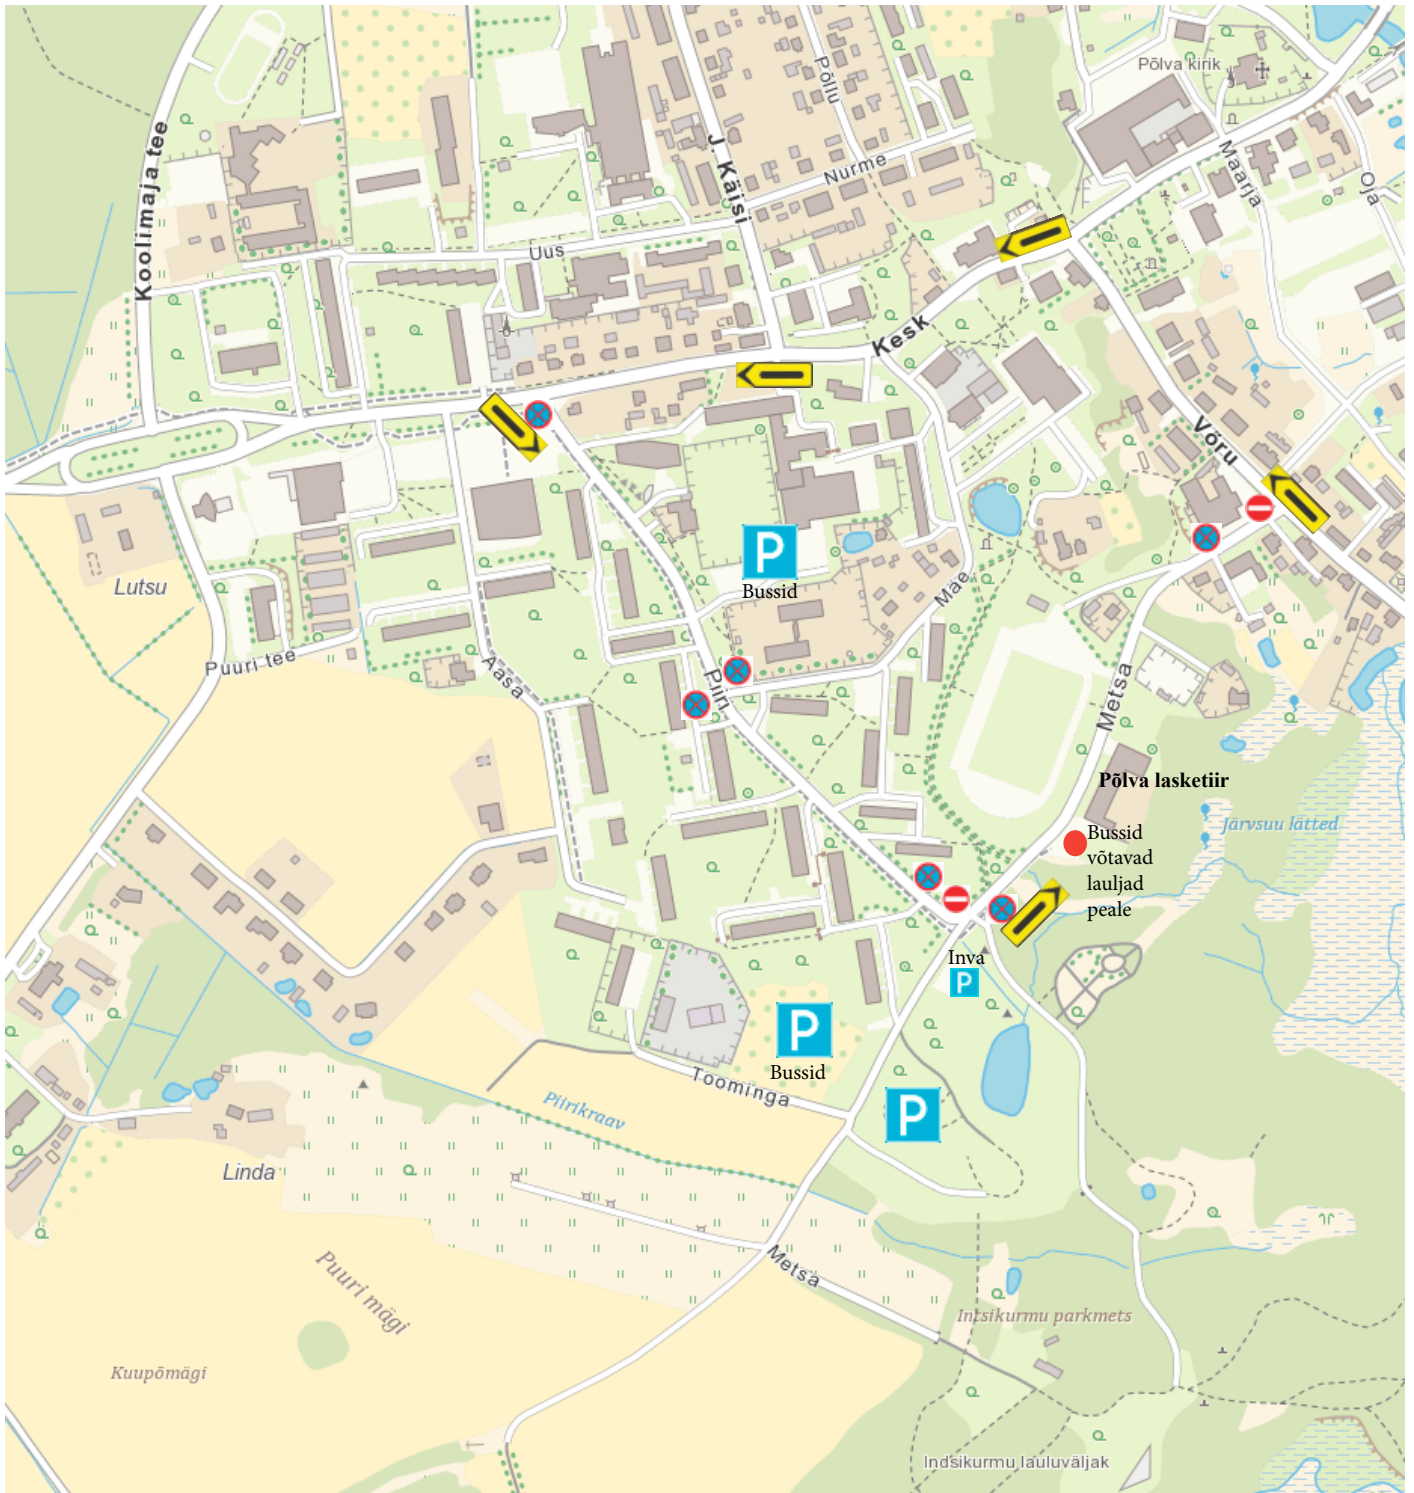 Põlva kirik
Põllu
Koolimaja tee
J. Käisi
Nurme
Maarja
Oja
Uus
Kesk
Võru
P
Bussid
Lutsu
Mäe
Puuri tee
Aasa
Piiri
Metsa
Põlva lasketiir
Järvsuu lätted
Bussid
võtavad
lauljad
peale
Inva
P
P
Bussid
Toominga
P
Piirikraav
Linda
Metsa
Puuri mägi
Intsikurmu parkmets
Kuupõmägi
Indsikurmu lauluväljak